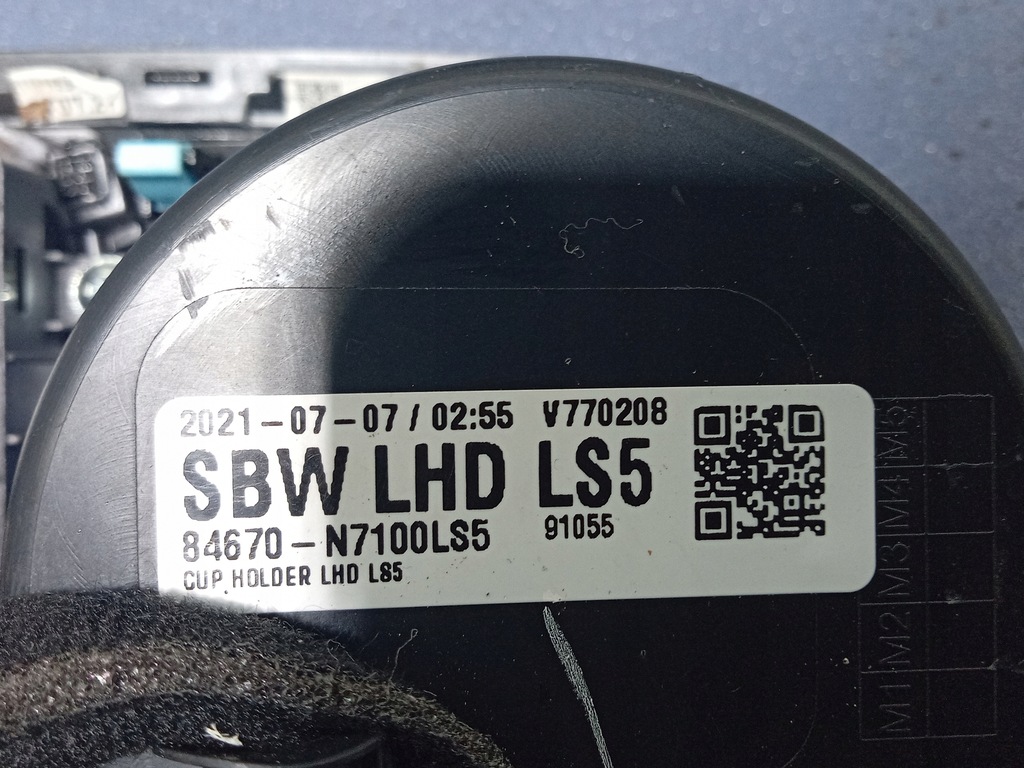 2021-07-07 / 02:55 V770208
SBW LHD LS5
84670-N7100LS5 91055
CUP HOLDER LHD LS5
M1 M2 M3 M4 M5